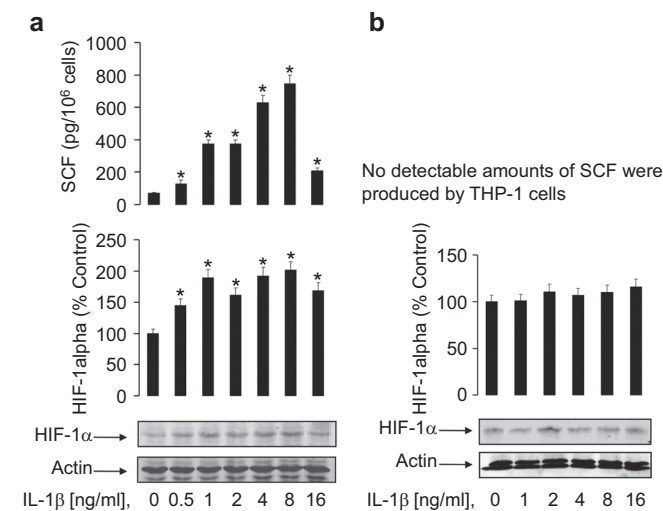 a
b
SCF (pg/10⁶ cells)
1000
800
600
400
200
0
* * * * * *
No detectable amounts of SCF were
produced by THP-1 cells
HIF-1alpha (% Control)
250
200
150
100
50
0
* * * * * *
HIF-1alpha (% Control)
150
100
50
0
HIF-1α
Actin
IL-1β [ng/ml], 0 0.5 1 2 4 8 16
HIF-1α
Actin
IL-1β [ng/ml], 0 1 2 4 8 16